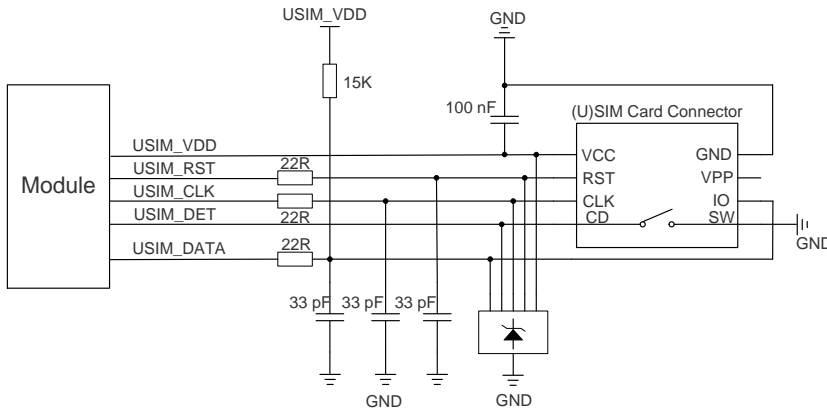 USIM_VDD
GND
15K
100 nF
(U)SIM Card Connector
Module
USIM_VDD
USIM_RST
USIM_CLK
USIM_DET
USIM_DATA
22R
22R
22R
VCC
RST
CLK
CD
GND
VPP
IO
SW
GND
33 pF
33 pF
33 pF
GND
GND